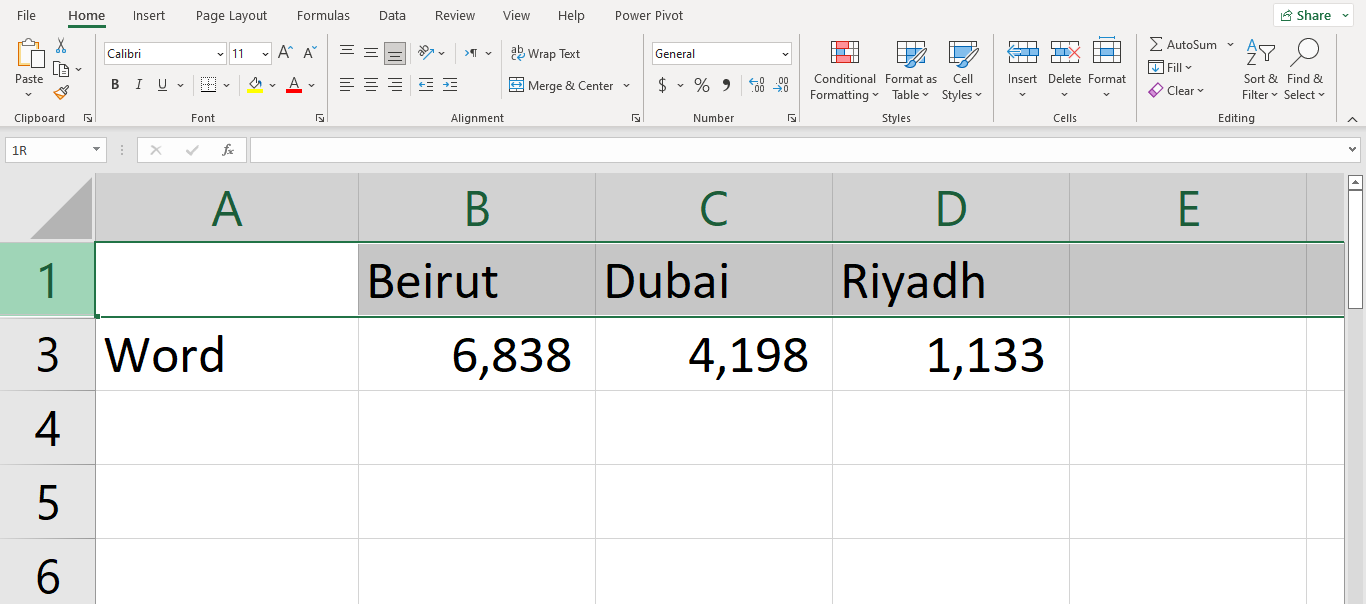 File Home Insert Page Layout Formulas Data Review View Help Power Pivot Share
Calibri 11 A A ab Wrap Text General AutoSum
Paste Conditional Formatting Format as Table Cell Styles Insert Delete Format Fill Sort & Filter Find & Select
B I U A Merge & Center $ % 9 .0 .00 .00 .0 Clear
Clipboard Font Alignment Number Styles Cells Editing
1R fx
A B C D E
1 Beirut Dubai Riyadh
3 Word 6,838 4,198 1,133
4
5
6